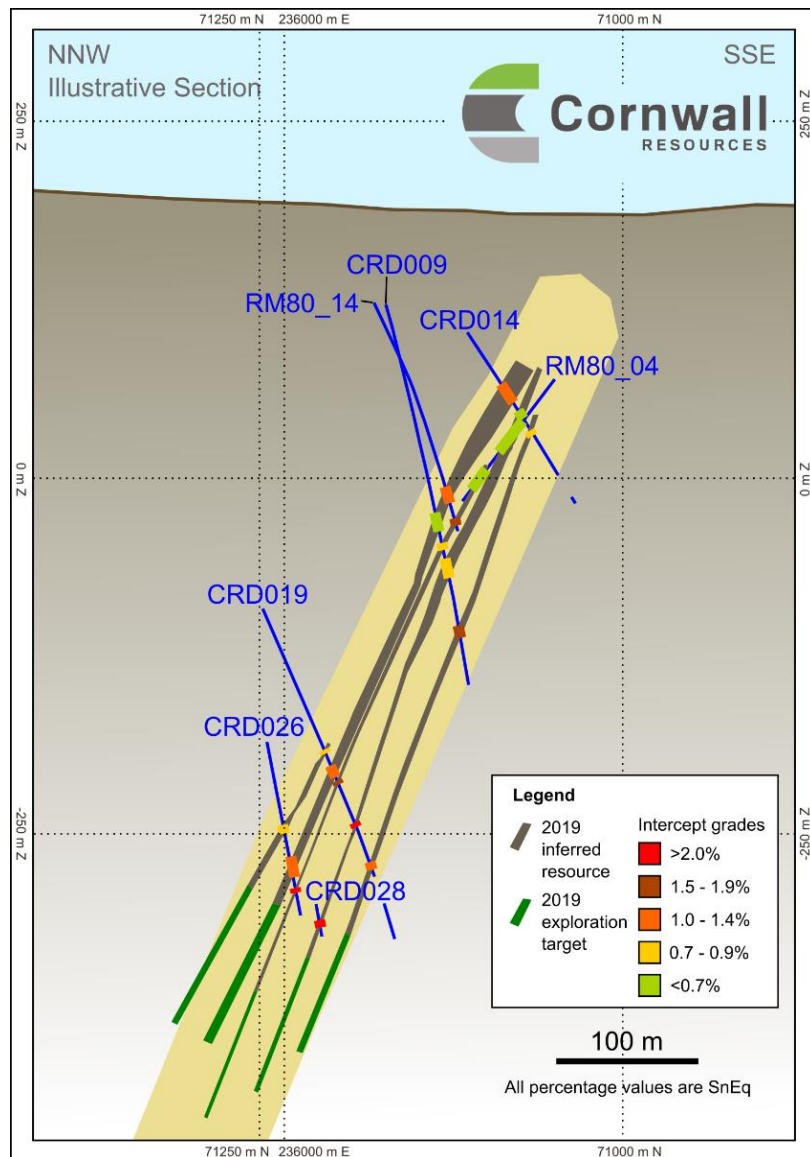 71250 m N 236000 m E 71000 m N
NNW SSE
Illustrative Section
Cornwall
RESOURCES
250 m Z 250 m Z
CRD009
RM80_14
CRD014
RM80_04
0 m Z 0 m Z
CRD019
CRD026
-250 m Z -250 m Z
CRD028
Legend
2019 inferred resource
2019 exploration target
Intercept grades
>2.0%
1.5 - 1.9%
1.0 - 1.4%
0.7 - 0.9%
<0.7%
100 m
All percentage values are SnEq
71250 m N 236000 m E 71000 m N